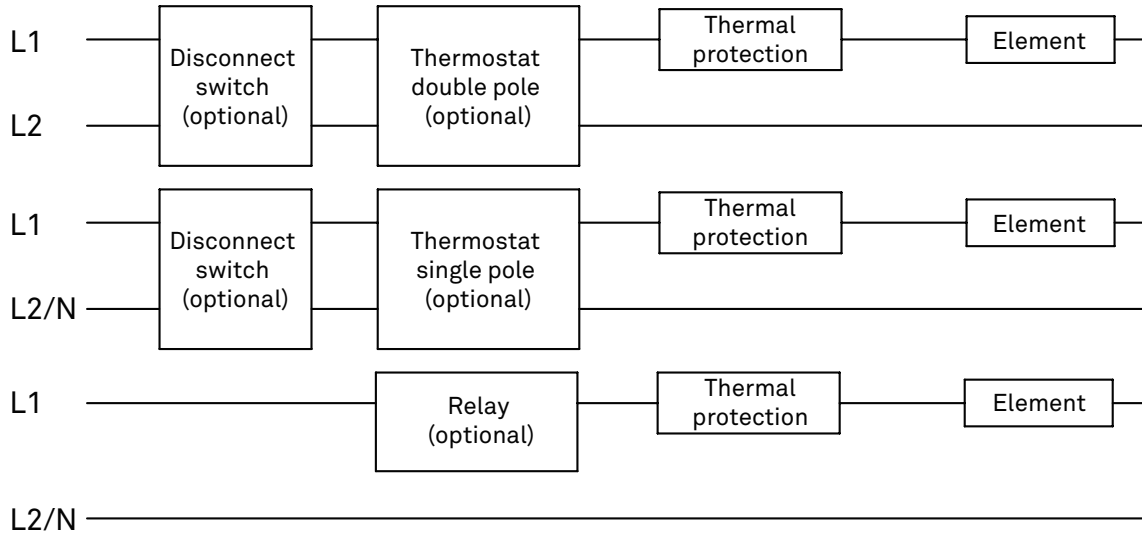 L1
Disconnect
switch
(optional)
Thermostat
double pole
(optional)
Thermal
protection
Element
L2
L1
Disconnect
switch
(optional)
Thermostat
single pole
(optional)
Thermal
protection
Element
L2/N
L1
Relay
(optional)
Thermal
protection
Element
L2/N